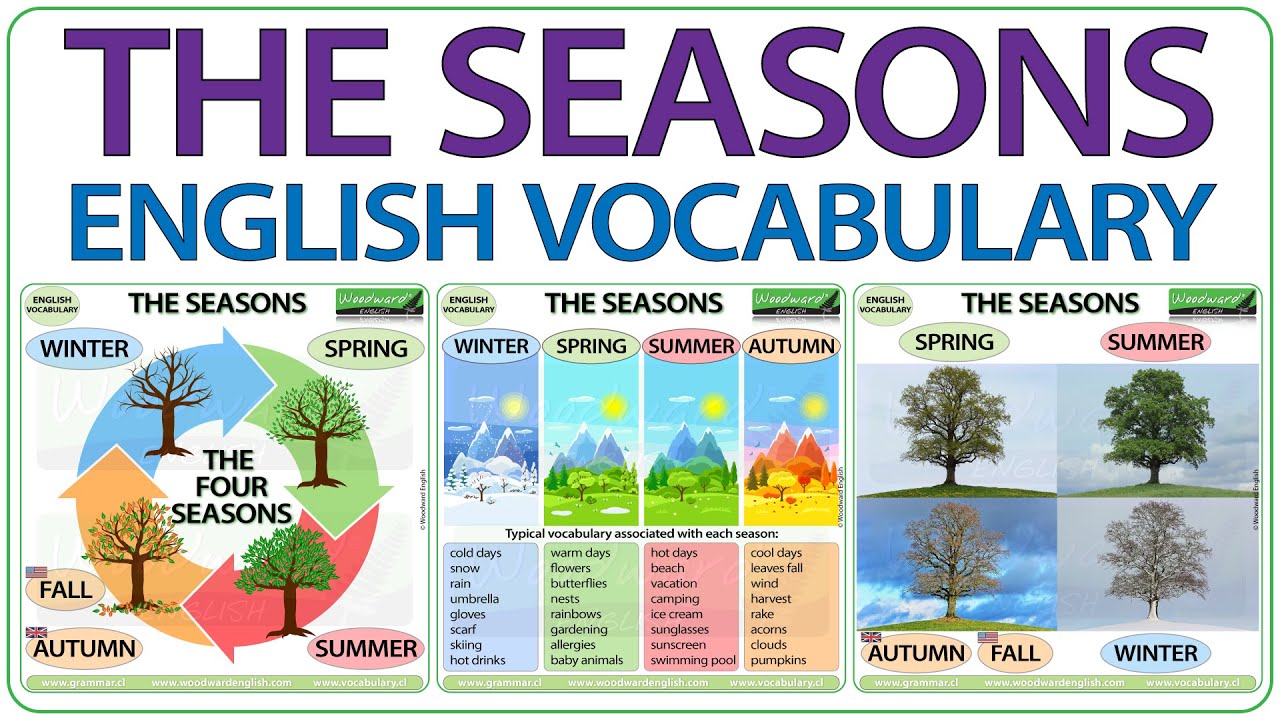 THE SEASONS
ENGLISH VOCABULARY
ENGLISH
VOCABULARY
THE SEASONS
Woodward
ENGLISH
WINTER
SPRING
THE
FOUR
SEASONS
FALL
AUTUMN
SUMMER
© Woodward English
www.grammar.cl www.woodwardenglish.com www.vocabulary.cl
ENGLISH
VOCABULARY
THE SEASONS
Woodward
ENGLISH
WINTER SPRING SUMMER AUTUMN
Typical vocabulary associated with each season:
cold days
snow
rain
umbrella
gloves
scarf
skiing
hot drinks
warm days
flowers
butterflies
nests
rainbows
gardening
allergies
baby animals
hot days
beach
vacation
camping
ice cream
sunglasses
sunscreen
swimming pool
cool days
leaves fall
wind
harvest
rake
acorns
clouds
pumpkins
© Woodward English
www.grammar.cl www.woodwardenglish.com www.vocabulary.cl
ENGLISH
VOCABULARY
THE SEASONS
Woodward
ENGLISH
SPRING
SUMMER
AUTUMN
FALL
WINTER
© Woodward English
www.grammar.cl www.woodwardenglish.com www.vocabulary.cl